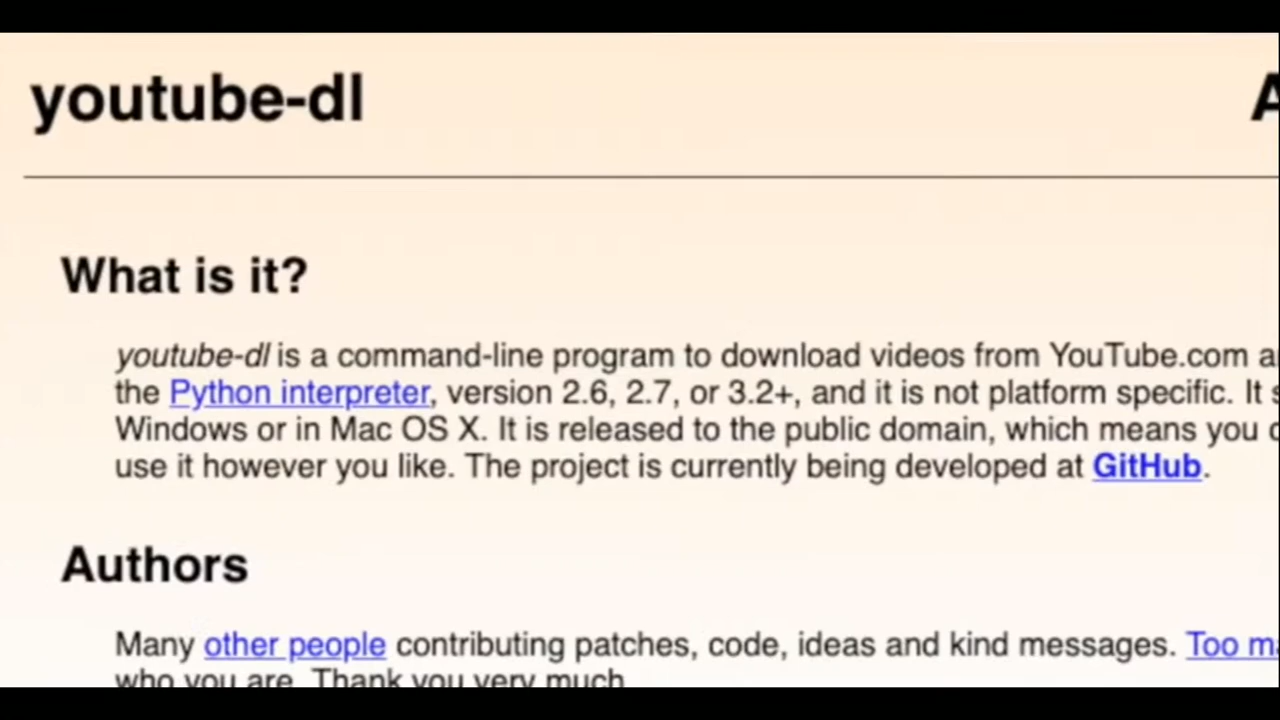 youtube-dl A
What is it?
youtube-dl is a command-line program to download videos from YouTube.com a
the Python interpreter, version 2.6, 2.7, or 3.2+, and it is not platform specific. It s
Windows or in Mac OS X. It is released to the public domain, which means you
use it however you like. The project is currently being developed at GitHub.
Authors
Many other people contributing patches, code, ideas and kind messages. Too ma
who you are. Thank you very much